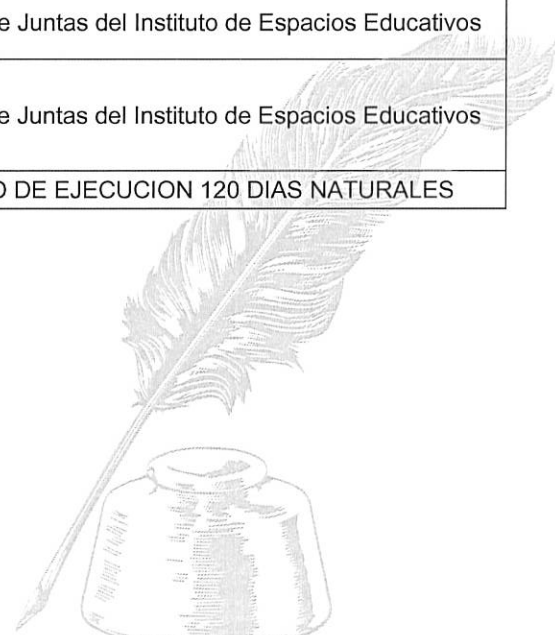 e Juntas del Instituto de Espacios Educativos
e Juntas del Instituto de Espacios Educativos
O DE EJECUCION 120 DIAS NATURALES